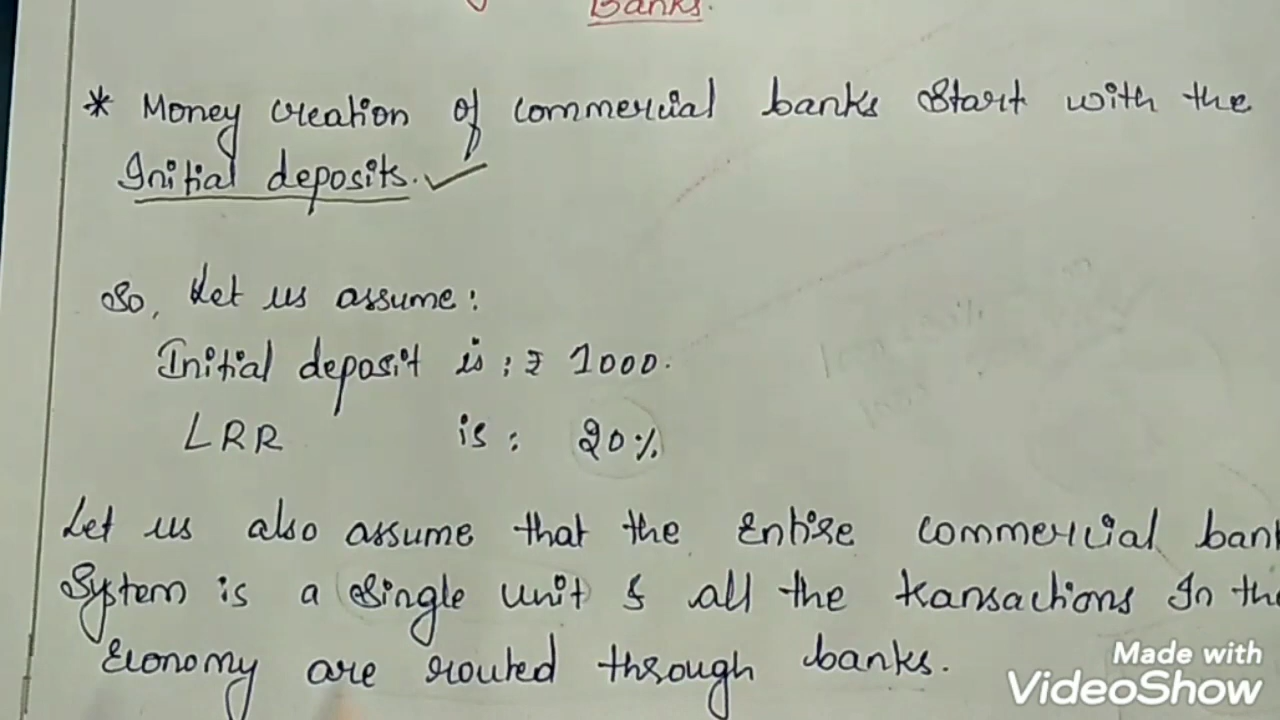 Banks.
* Money creation of commercial banks Start with the
Initial deposits.
So, Let us assume:
Initial deposit is : ₹ 1000.
LRR is : 20%
Let us also assume that the Entire commercial bank
System is a Single unit & all the transactions In the
Economy are routed through banks.
Made with
VideoShow